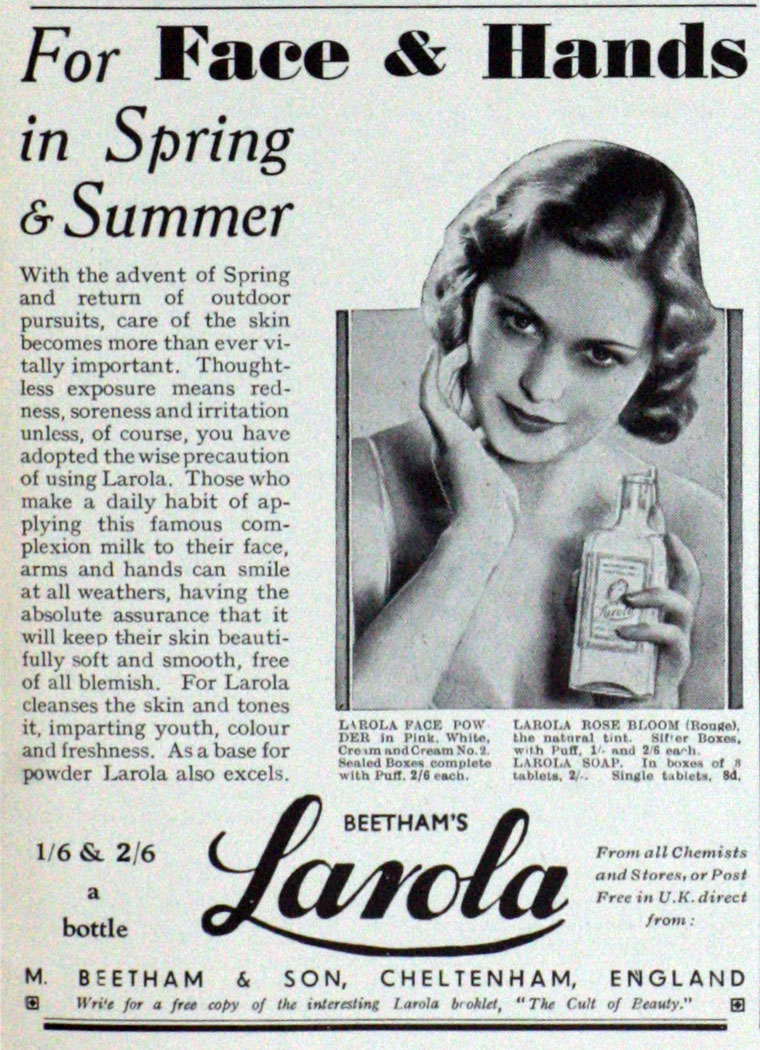 For Face & Hands
in Spring
& Summer
With the advent of Spring
and return of outdoor
pursuits, care of the skin
becomes more than ever vi-
tally important. Thought-
less exposure means red-
ness, soreness and irritation
unless, of course, you have
adopted the wise precaution
of using Larola. Those who
make a daily habit of ap-
plying this famous com-
plexion milk to their face,
arms and hands can smile
at all weathers, having the
absolute assurance that it
will keep their skin beauti-
fully soft and smooth, free
of all blemish. For Larola
cleanses the skin and tones
it, imparting youth, colour
and freshness. As a base for
powder Larola also excels.
Larola
LAROLA FACE POW-
DER in Pink, White,
Cream and Cream No. 2.
Sealed Boxes complete
with Puff. 2/6 each.
LAROLA ROSE BLOOM (Rouge),
the natural tint. Sifter Boxes,
with Puff, 1/- and 2/6 each.
LAROLA SOAP. In boxes of 3
tablets, 2/-. Single tablets, 8d.
1/6 & 2/6
a
bottle
BEETHAM'S
Larola
From all Chemists
and Stores, or Post
Free in U.K. direct
from:
M. BEETHAM & SON, CHELTENHAM, ENGLAND
Write for a free copy of the interesting Larola booklet, "The Cult of Beauty."